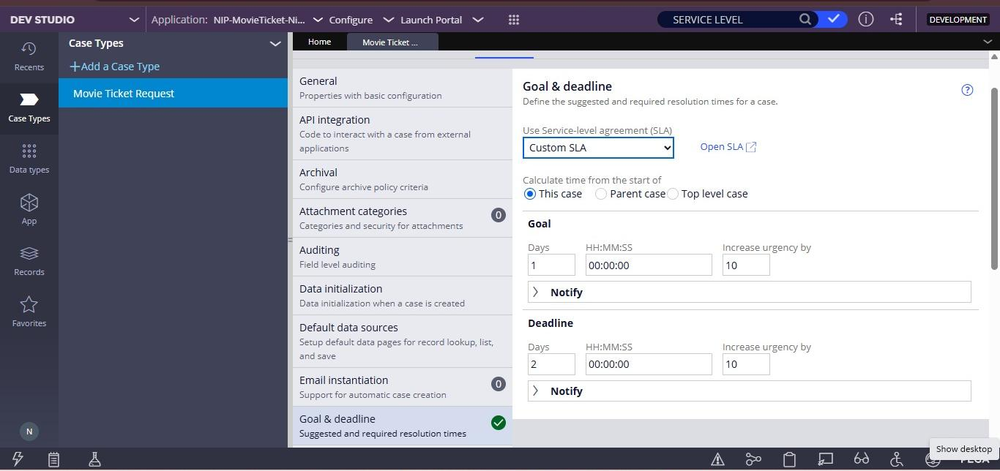 DEV STUDIO
Application: NIP-MovieTicket-Ni...
Configure
Launch Portal
SERVICE LEVEL
DEVELOPMENT
Recents
Case Types
Data types
App
Records
Favorites
N
Case Types
+Add a Case Type
Movie Ticket Request
Home
Movie Ticket ...
General
Properties with basic configuration
API integration
Code to interact with a case from external
applications
Archival
Configure archive policy criteria
Attachment categories
Categories and security for attachments
0
Auditing
Field level auditing
Data initialization
Data initialization when a case is created
Default data sources
Setup default data pages for record lookup, list,
and save
Email instantiation
Support for automatic case creation
0
Goal & deadline
Suggested and required resolution times
Goal & deadline
Define the suggested and required resolution times for a case.
?
Use Service-level agreement (SLA)
Custom SLA
Open SLA
Calculate time from the start of
This case Parent case Top level case
Goal
Days HH:MM:SS Increase urgency by
1 00:00:00 10
Notify
Deadline
Days HH:MM:SS Increase urgency by
2 00:00:00 10
Notify
Show desktop